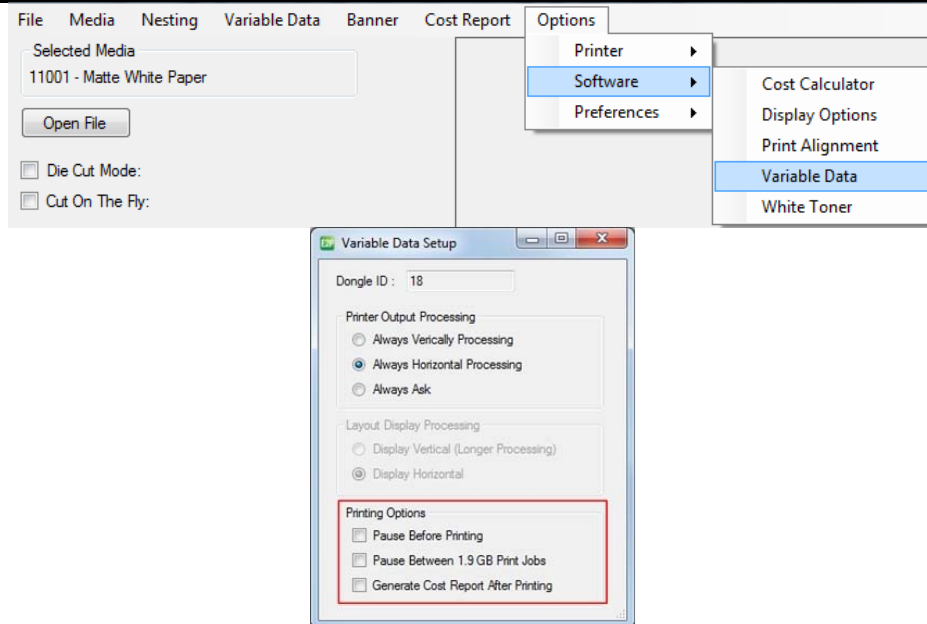 File Media Nesting Variable Data Banner Cost Report Options
Selected Media
11001 - Matte White Paper
Open File
Die Cut Mode:
Cut On The Fly:
Printer
Software
Preferences
Cost Calculator
Display Options
Print Alignment
Variable Data
White Toner
Variable Data Setup
Dongle ID : 18
Printer Output Processing
Always Verically Processing
Always Horizontal Processing
Always Ask
Layout Display Processing
Display Vertical (Longer Processing)
Display Horizontal
Printing Options
Pause Before Printing
Pause Between 1.9 GB Print Jobs
Generate Cost Report After Printing